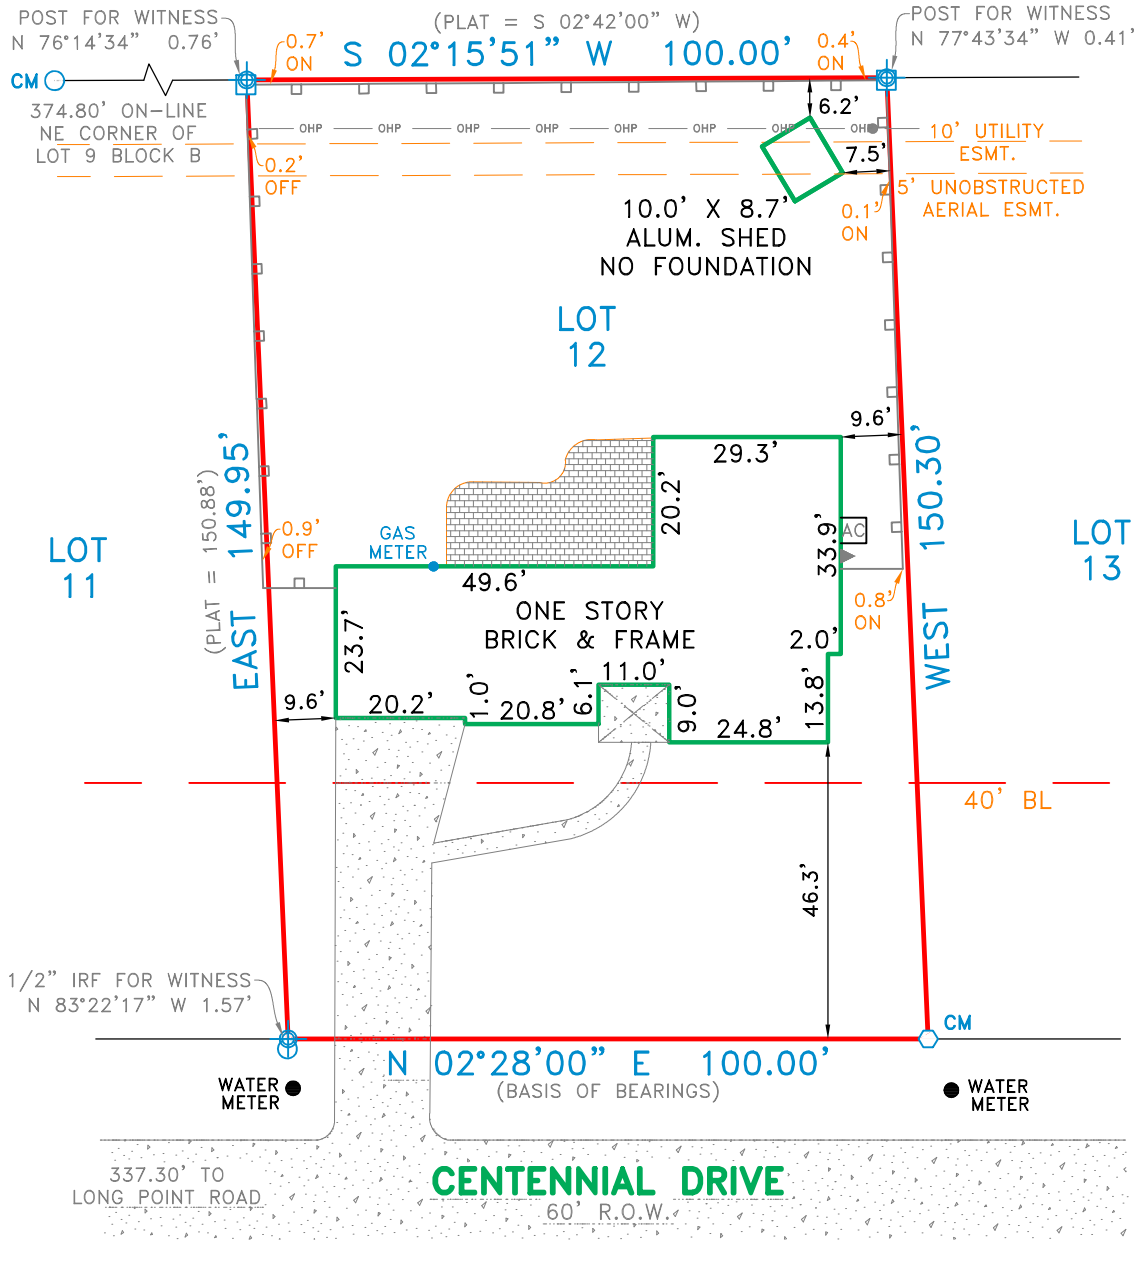 POST FOR WITNESS
N 76°14'34" 0.76'
(PLAT = S 02°42'00" W)
S 02°15'51" W 100.00'
POST FOR WITNESS
N 77°43'34" W 0.41'
0.7'
ON
0.4'
ON
CM
374.80' ON-LINE
NE CORNER OF
LOT 9 BLOCK B
6.2'
OHP OHP OHP OHP OHP OHP OHP OHP
10' UTILITY
ESMT.
0.2'
OFF
7.5'
5' UNOBSTRUCTED
AERIAL ESMT.
0.1'
ON
10.0' X 8.7'
ALUM. SHED
NO FOUNDATION
LOT
12
9.6'
29.3'
20.2'
33.9'
AC
EAST 149.95'
(PLAT = 150.88')
WEST 150.30'
LOT
11
LOT
13
0.9'
OFF
GAS
METER
49.6'
0.8'
ON
ONE STORY
BRICK & FRAME
23.7'
2.0'
11.0'
6.1'
9.0'
13.8'
9.6'
20.2'
1.0'
20.8'
24.8'
40' BL
46.3'
1/2" IRF FOR WITNESS
N 83°22'17" W 1.57'
CM
N 02°28'00" E 100.00'
(BASIS OF BEARINGS)
WATER
METER
WATER
METER
337.30' TO
LONG POINT ROAD
CENTENNIAL DRIVE
60' R.O.W.